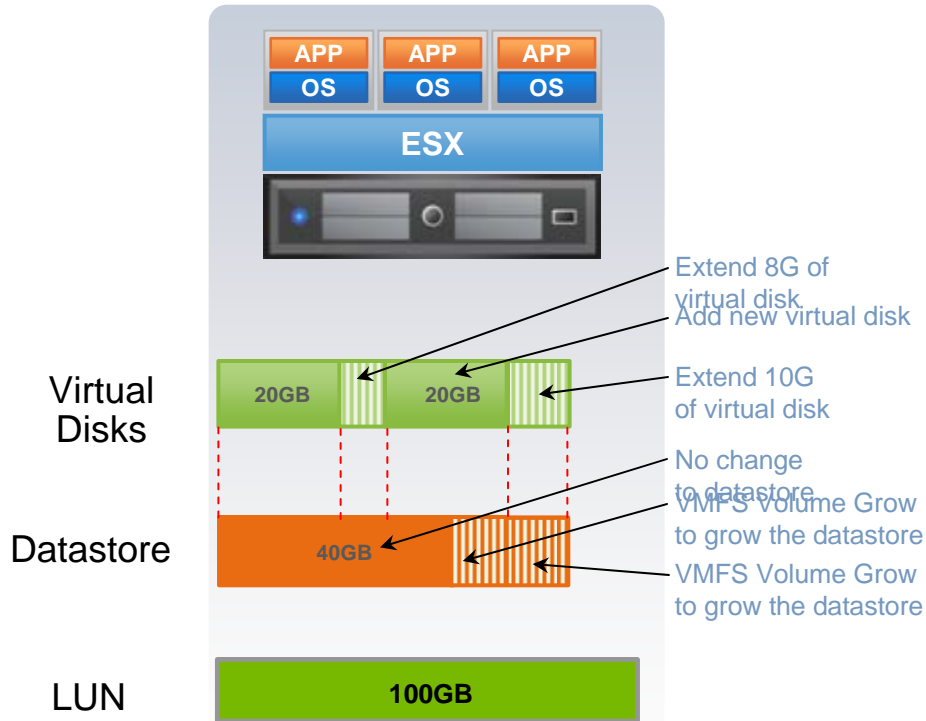 APP APP APP
OS OS OS
ESX
Extend 8G of
virtual disk
Add new virtual disk
Virtual
Disks
20GB 20GB
Extend 10G
of virtual disk
No change
to datastore
VMFS Volume Grow
to grow the datastore
Datastore
40GB
VMFS Volume Grow
to grow the datastore
LUN
100GB